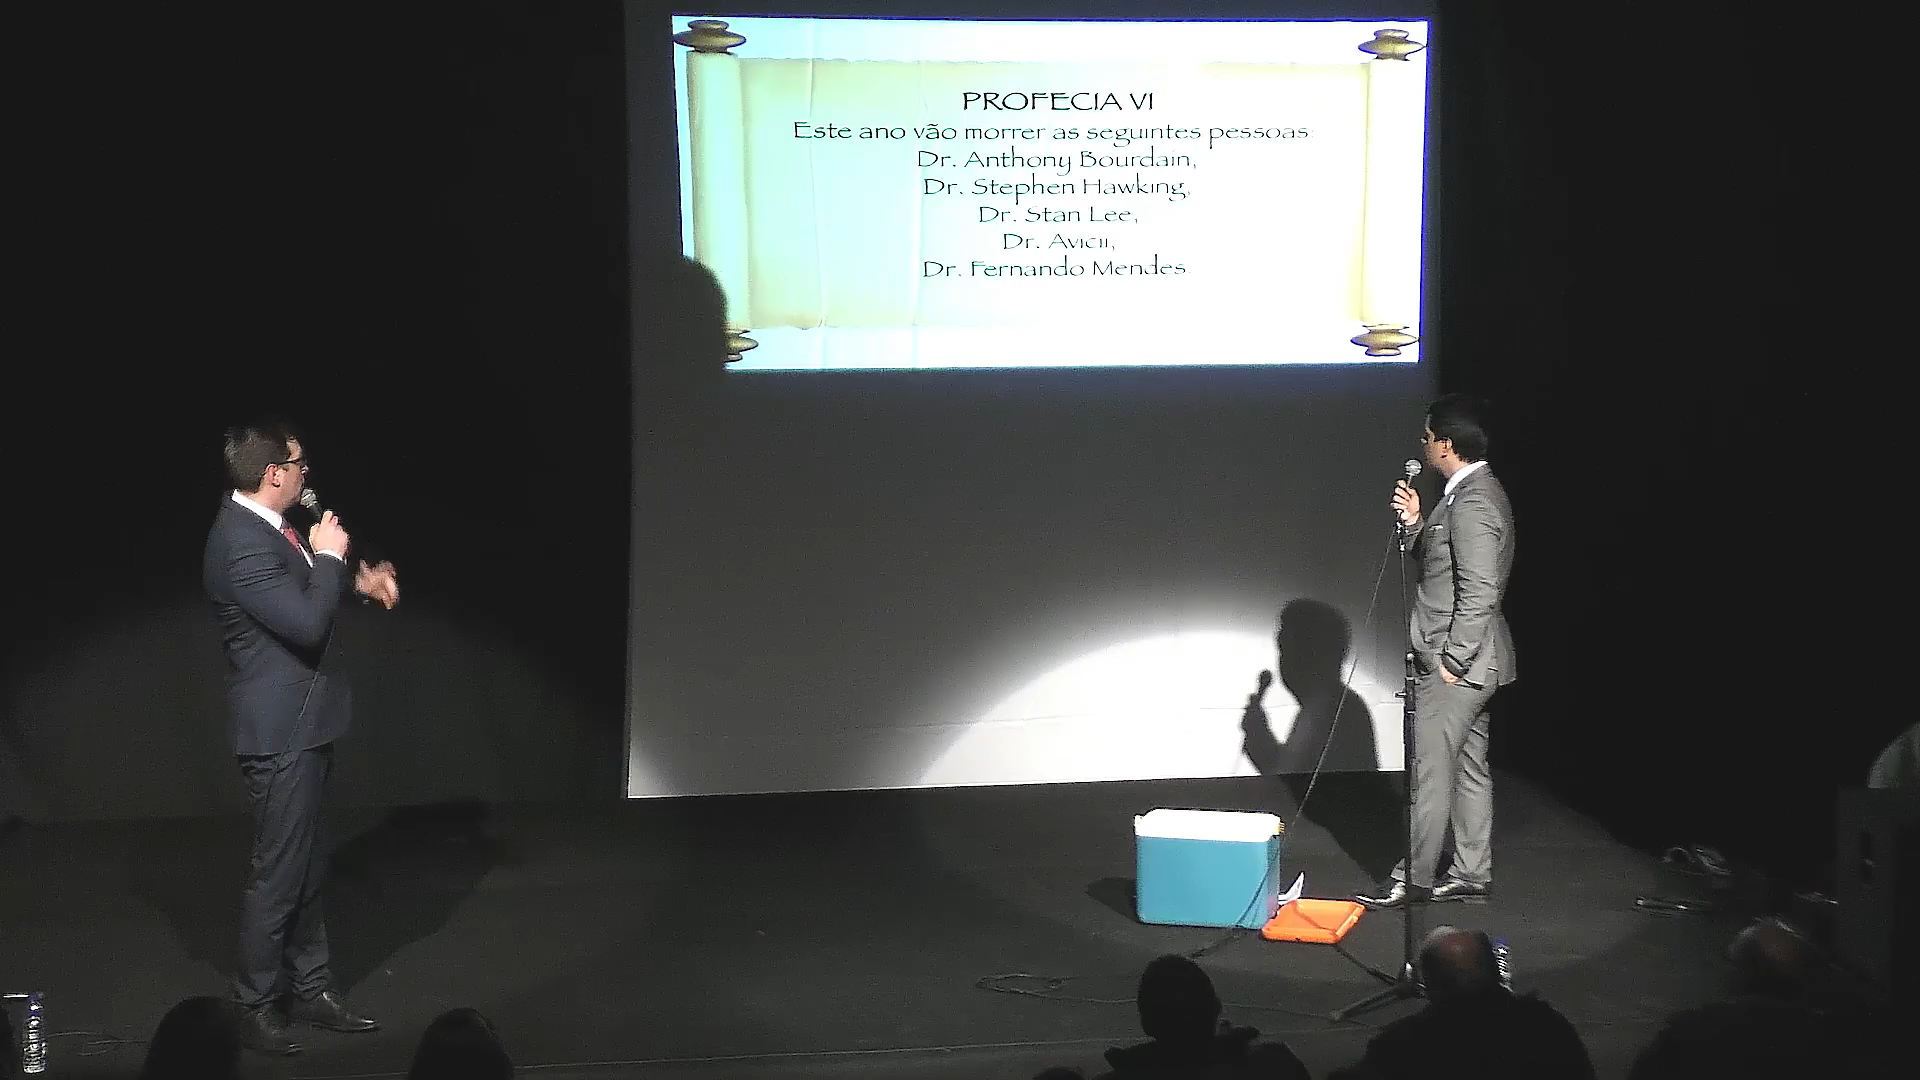 PROFECIA VI
Este ano vão morrer as seguintes pessoas:
Dr. Anthony Bourdain,
Dr. Stephen Hawking,
Dr. Stan Lee,
Dr. Avicii,
Dr. Fernando Mendes.